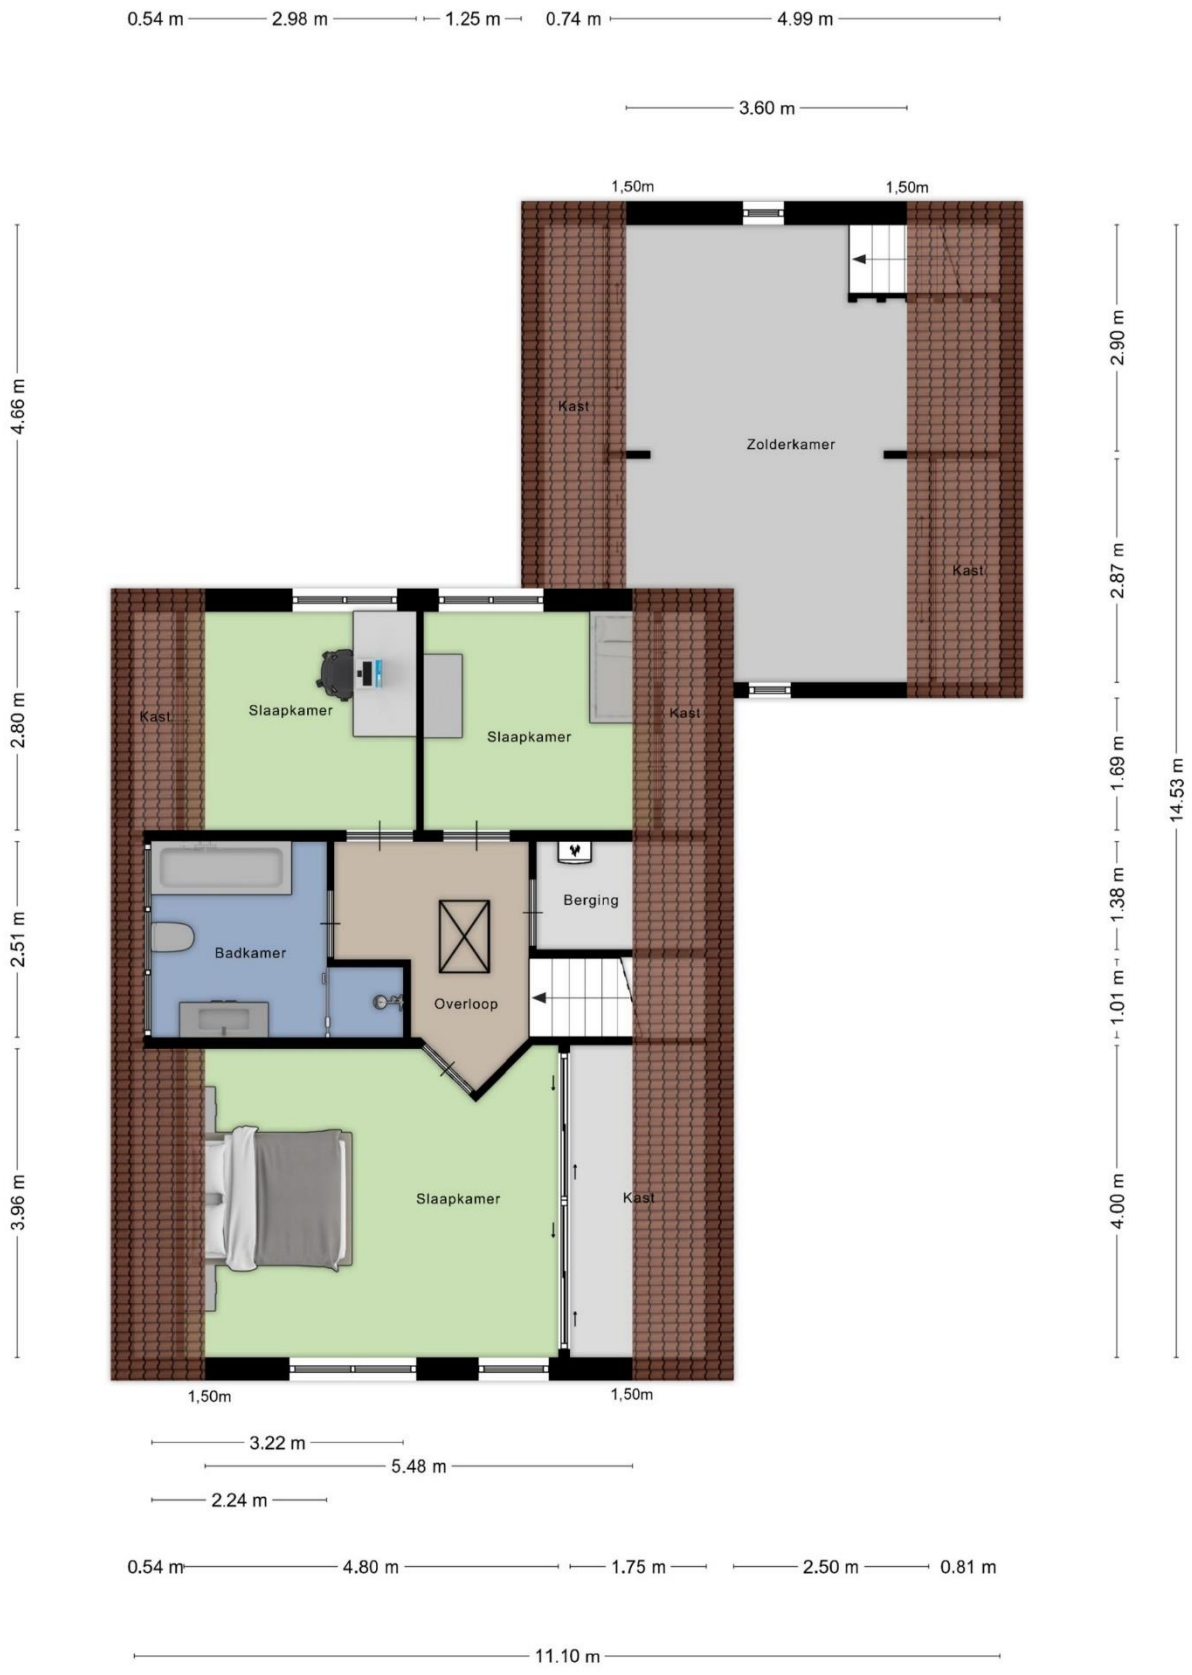 0.54 m 2.98 m 1.25 m 0.74 m 4.99 m
3.60 m
1,50m 1,50m
4.66 m
2.90 m
14.53 m
Kast
Zolderkamer
2.87 m
Kast
2.80 m
Kast
Slaapkamer
Slaapkamer
Kast
1.69 m
2.51 m
Badkamer
Berging
1.38 m
Overloop
1.01 m
3.96 m
Slaapkamer
Kast
4.00 m
1,50m 1,50m
3.22 m
5.48 m
2.24 m
0.54 m 4.80 m 1.75 m 2.50 m 0.81 m
11.10 m